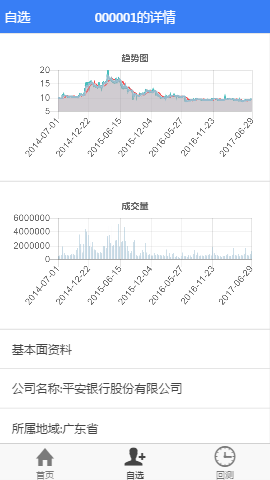 自选
000001的详情
趋势图
20
15
10
5
2014-07-01
2014-12-22
2015-06-15
2015-12-04
2016-05-27
2016-11-23
2017-06-29
成交量
6000000
4000000
2000000
0
2014-07-01
2014-12-22
2015-06-15
2015-12-04
2016-05-27
2016-11-23
2017-06-29
基本面资料
公司名称:平安银行股份有限公司
所属地域:广东省
首页
自选
回测